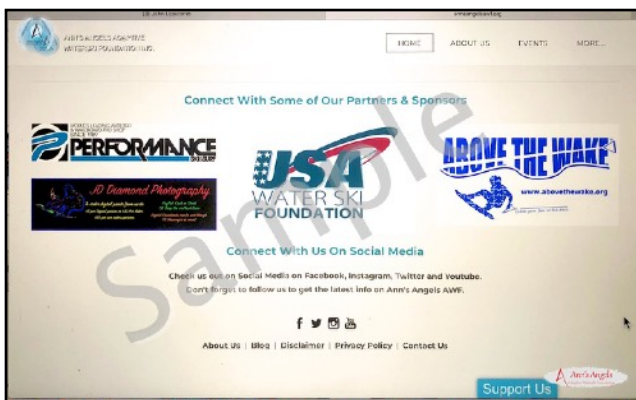 ANN'S ANGELS ADAPTIVE
WATERSKI FOUNDATION INC.
HOME ABOUT US EVENTS MORE...
Connect With Some of Our Partners & Sponsors
PERFORMANCE
SKI & SURF
JD Diamond Photography
USA
WATER SKI
FOUNDATION
ABOVE THE WAKE
www.abovethewake.org
Connect With Us On Social Media
Check us out on Social Media on Facebook, Instagram, Twitter and Youtube.
Don't forget to follow us to get the latest info on Ann's Angels AWF.
About Us | Blog | Disclaimer | Privacy Policy | Contact Us
Support Us
Ann's Angels
Sample